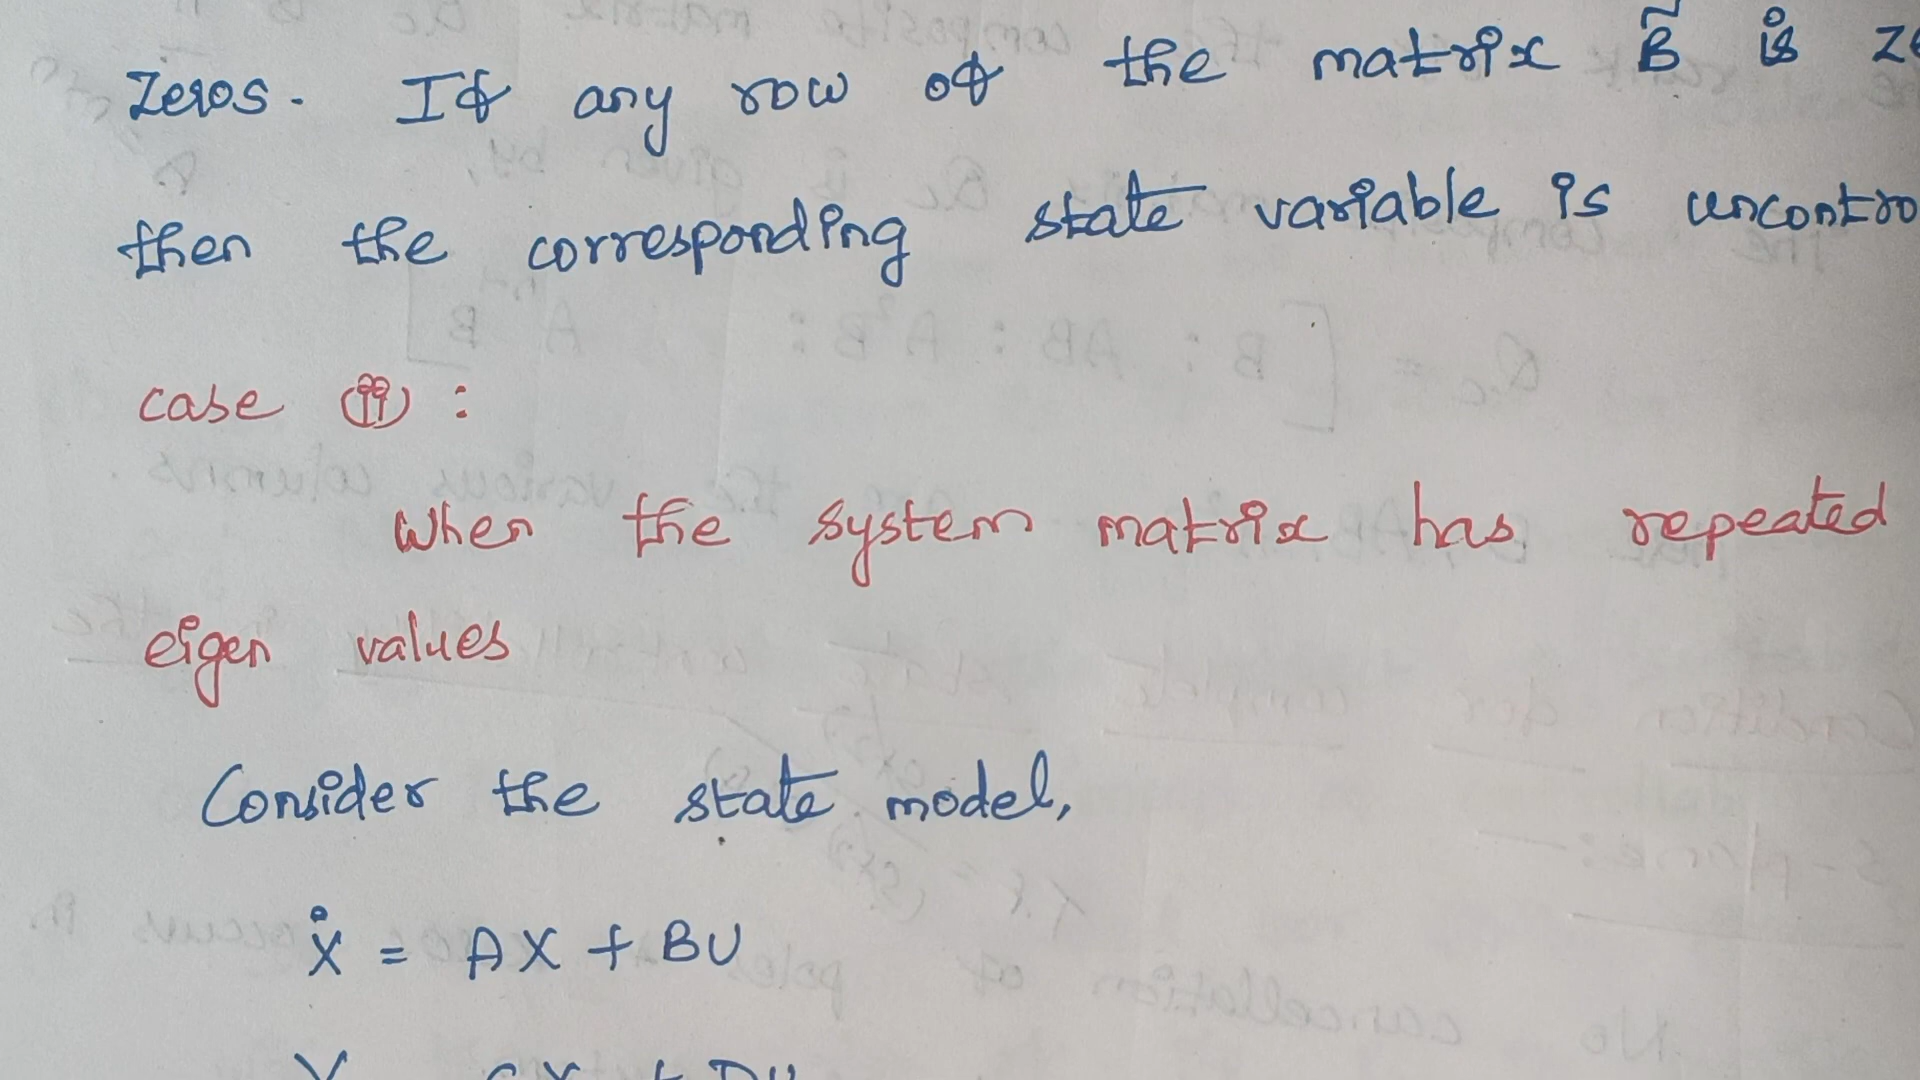 zeros. If any row of the matrix B̃ is
then the corresponding state variable is
case (ii) :
When the system matrix has repeated
eigen values
Consider the state model,
Ẋ = AX + BU